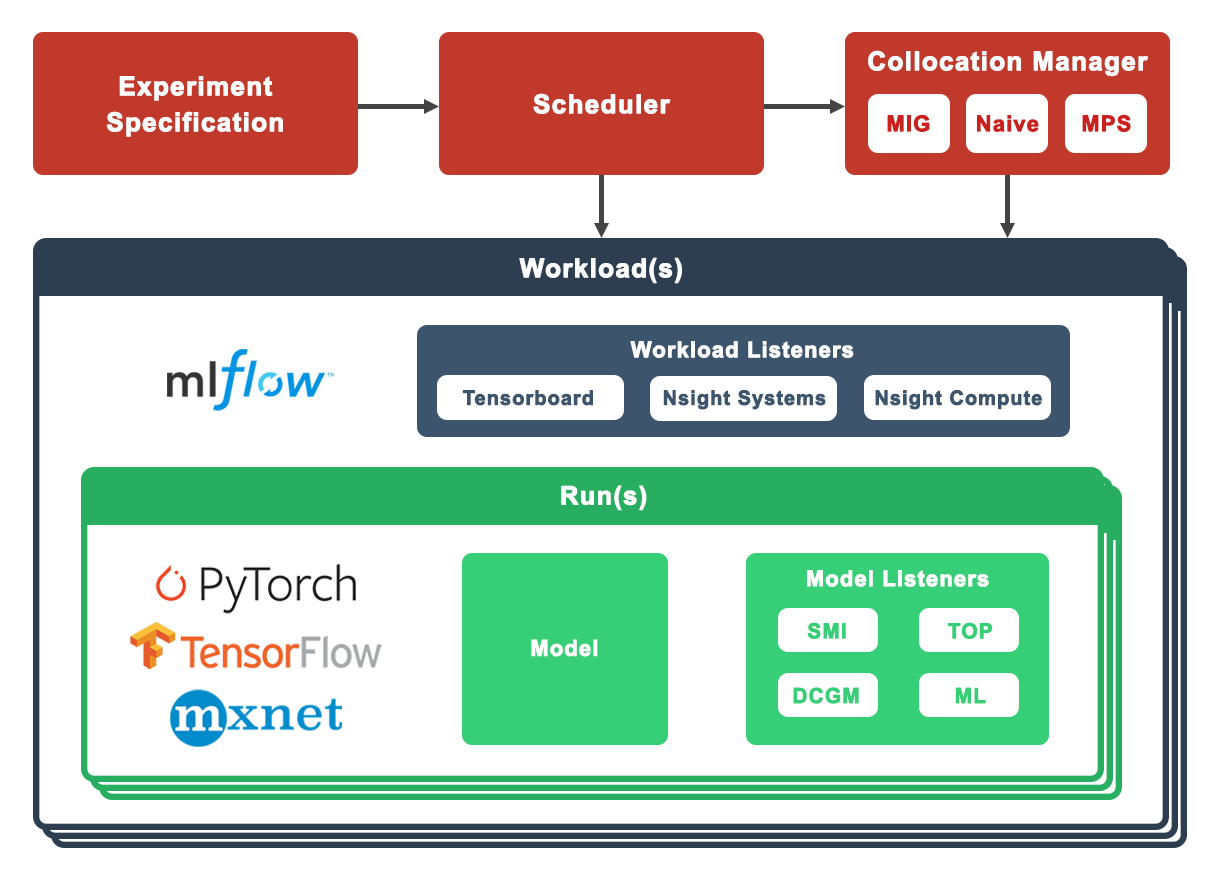 Experiment
Specification
Scheduler
Collocation Manager
MIG
Naive
MPS
Workload(s)
mlflow™
Workload Listeners
Tensorboard
Nsight Systems
Nsight Compute
Run(s)
PyTorch
TensorFlow
mxnet
Model
Model Listeners
SMI
TOP
DCGM
ML